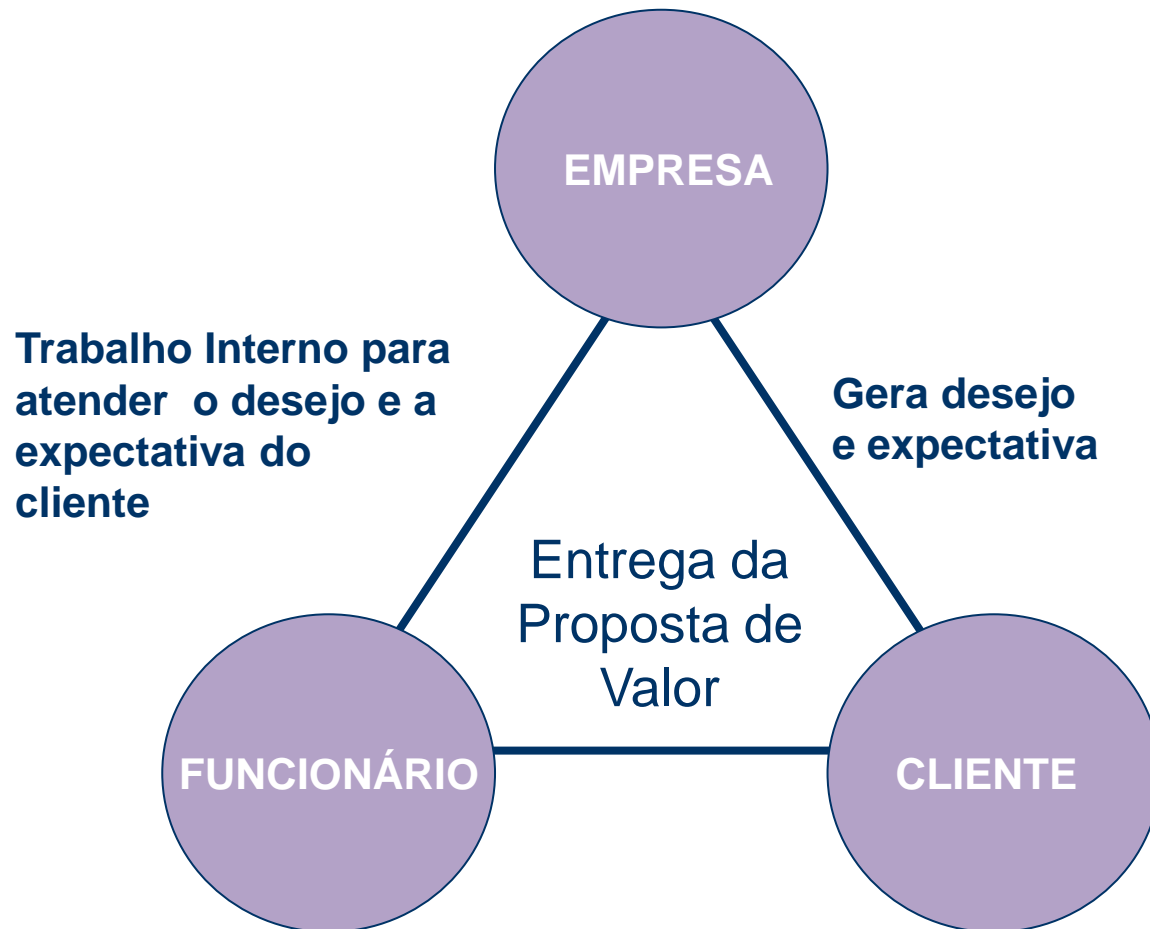 EMPRESA
Trabalho Interno para
atender  o desejo e a
expectativa do
cliente
Gera desejo
e expectativa
Entrega da
Proposta de
Valor
FUNCIONÁRIO
CLIENTE